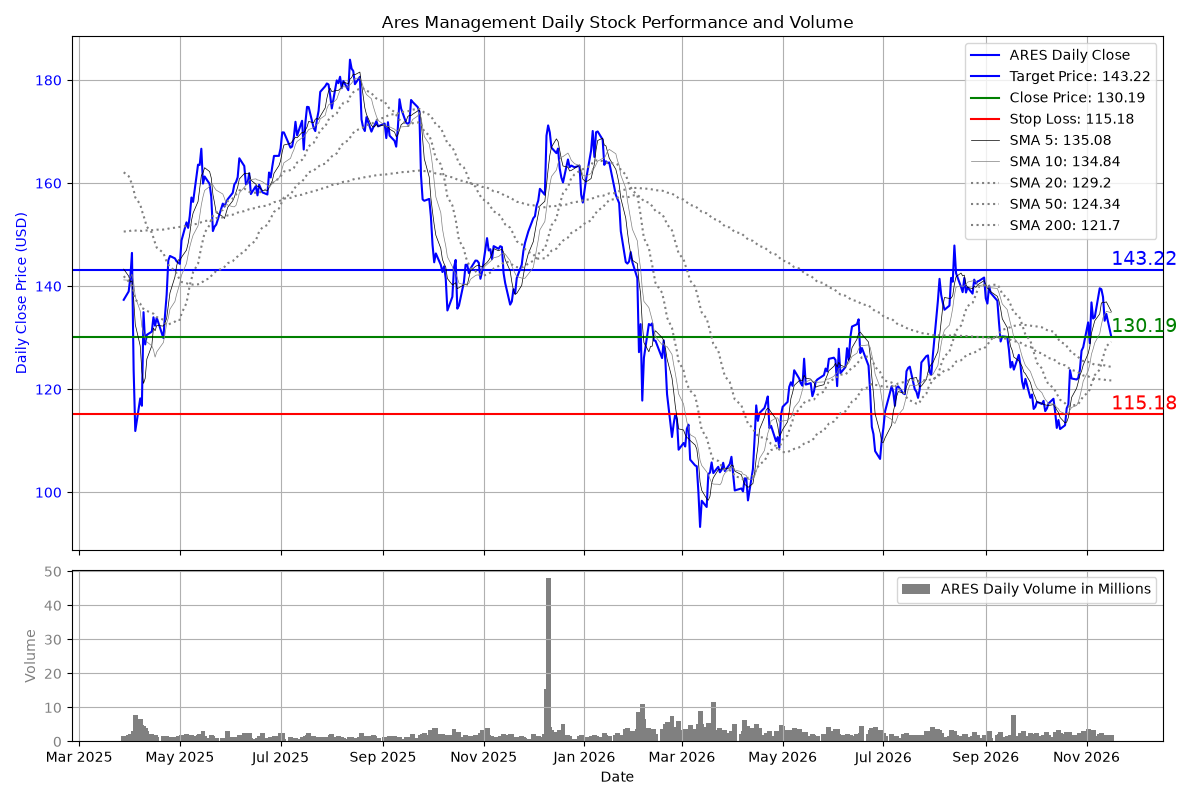 Ares Management Daily Stock Performance and Volume
ARES Daily Close
Target Price: 143.22
Close Price: 130.19
Stop Loss: 115.18
SMA 5: 135.08
SMA 10: 134.84
SMA 20: 129.2
SMA 50: 124.34
SMA 200: 121.7
180
160
140
120
100
Daily Close Price (USD)
143.22
130.19
115.18
ARES Daily Volume in Millions
50
40
30
20
10
0
Volume
Mar 2025
May 2025
Jul 2025
Sep 2025
Nov 2025
Jan 2026
Mar 2026
May 2026
Jul 2026
Sep 2026
Nov 2026
Date